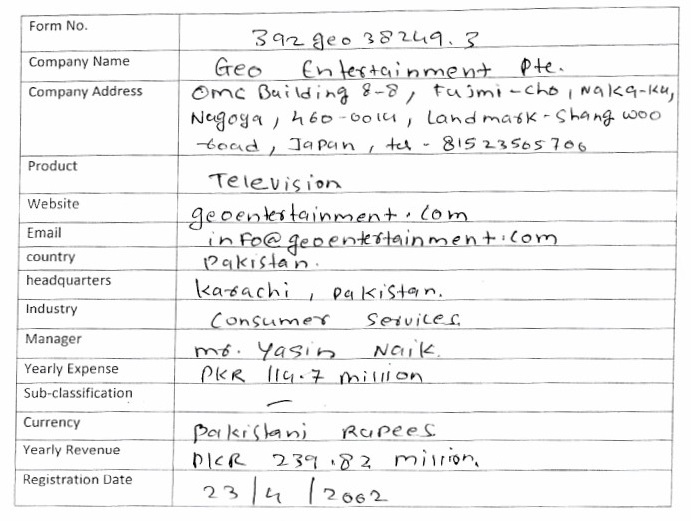 Form No. 392geo38249.3
Company Name Geo Entertainment Pte.
Company Address OMC Building 8-8, Fujmi-cho, Naka-ku,
Nagoya, 460-0014, Landmark-Shang woo
road, Japan, tel - 81523565706
Product Television
Website geoentertainment.com
Email info@geoentertainment.com
country Pakistan.
headquarters Karachi, Pakistan.
Industry Consumer Services.
Manager mr. Yasin Naik.
Yearly Expense PKR 114.7 million
Sub-classification —
Currency Pakistani Rupees.
Yearly Revenue PKR 239.82 million.
Registration Date 23/4/2002